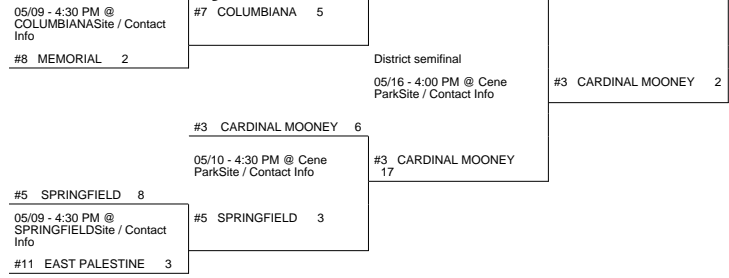 05/09 - 4:30 PM @
COLUMBIANASite / Contact
Info
#7 COLUMBIANA 5
#8 MEMORIAL 2
District semifinal
05/16 - 4:00 PM @ Cene
ParkSite / Contact Info
#3 CARDINAL MOONEY 2
#3 CARDINAL MOONEY 6
05/10 - 4:30 PM @ Cene
ParkSite / Contact Info
#3 CARDINAL MOONEY
17
#5 SPRINGFIELD 8
05/09 - 4:30 PM @
SPRINGFIELDSite / Contact
Info
#5 SPRINGFIELD 3
#11 EAST PALESTINE 3